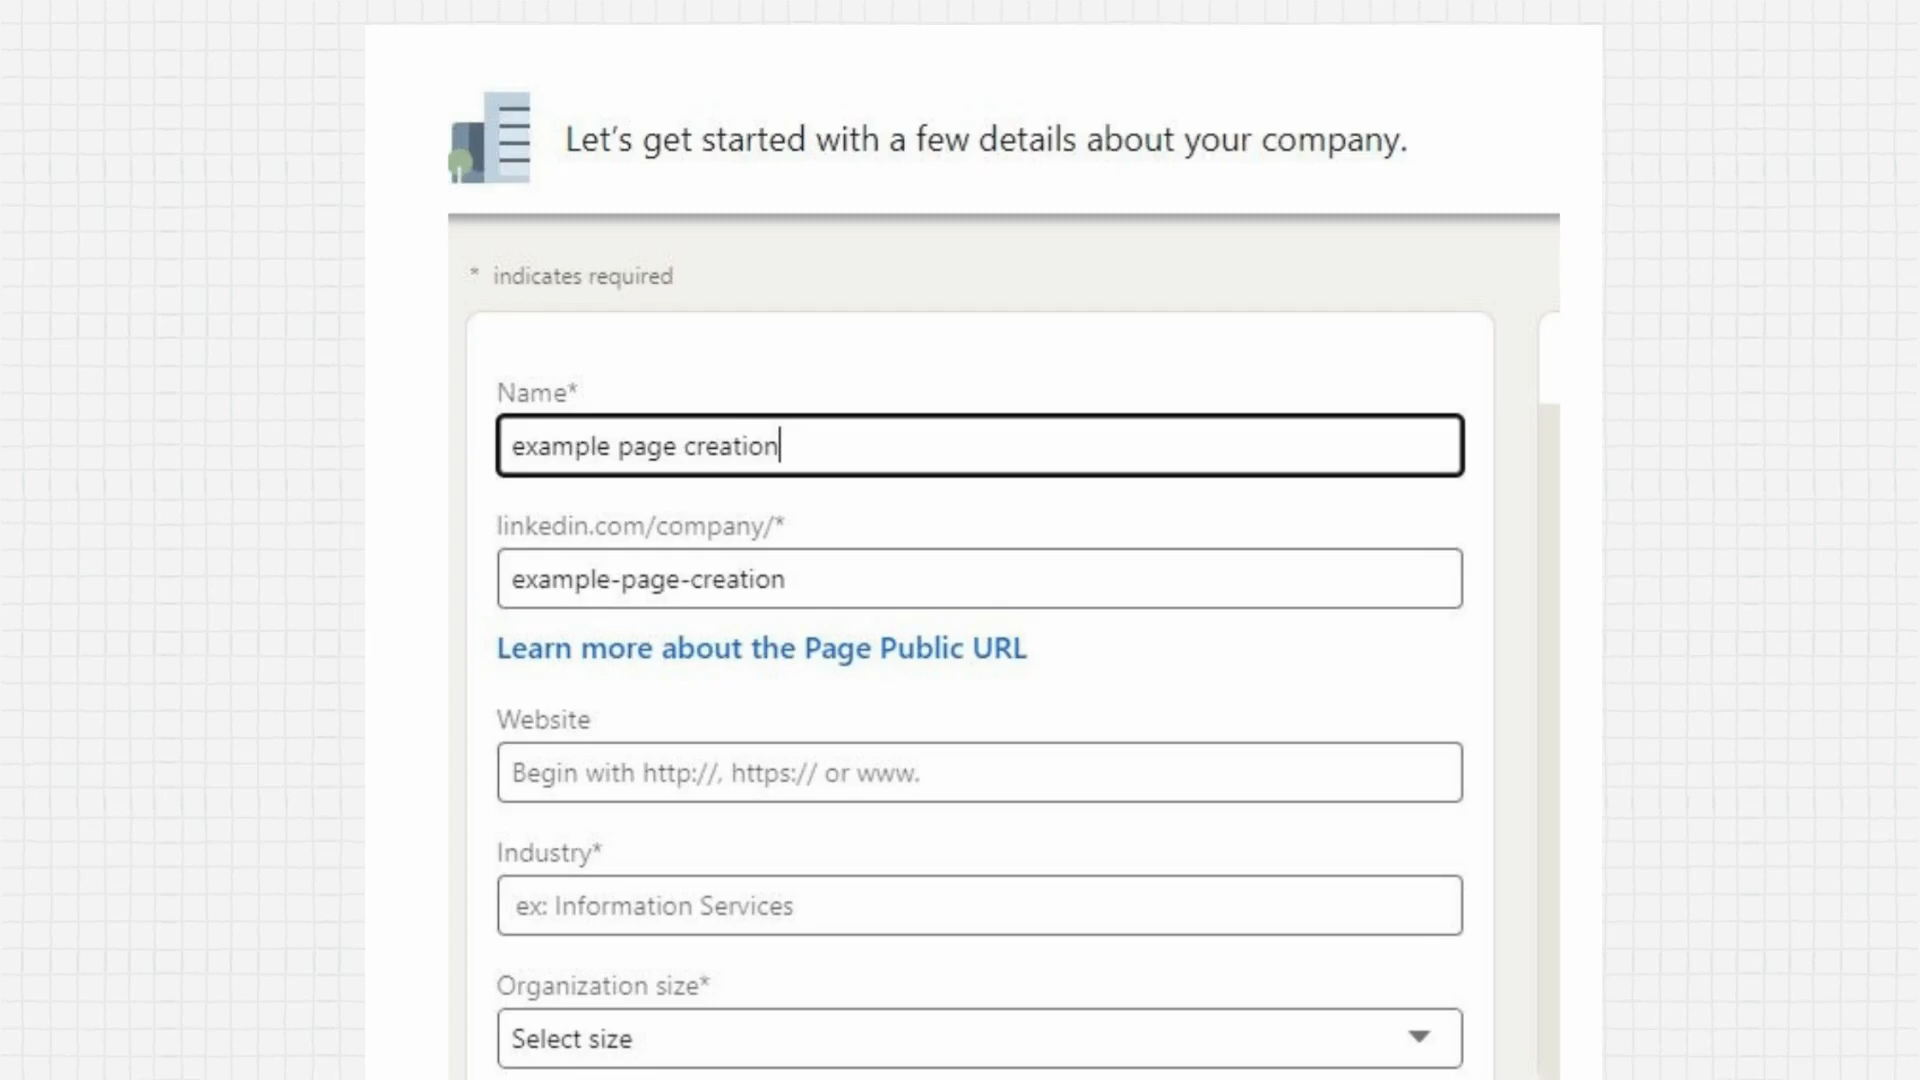 Let's get started with a few details about your company.
* indicates required
Name*
example page creation
linkedin.com/company/*
example-page-creation
Learn more about the Page Public URL
Website
Begin with http://, https:// or www.
Industry*
ex: Information Services
Organization size*
Select size